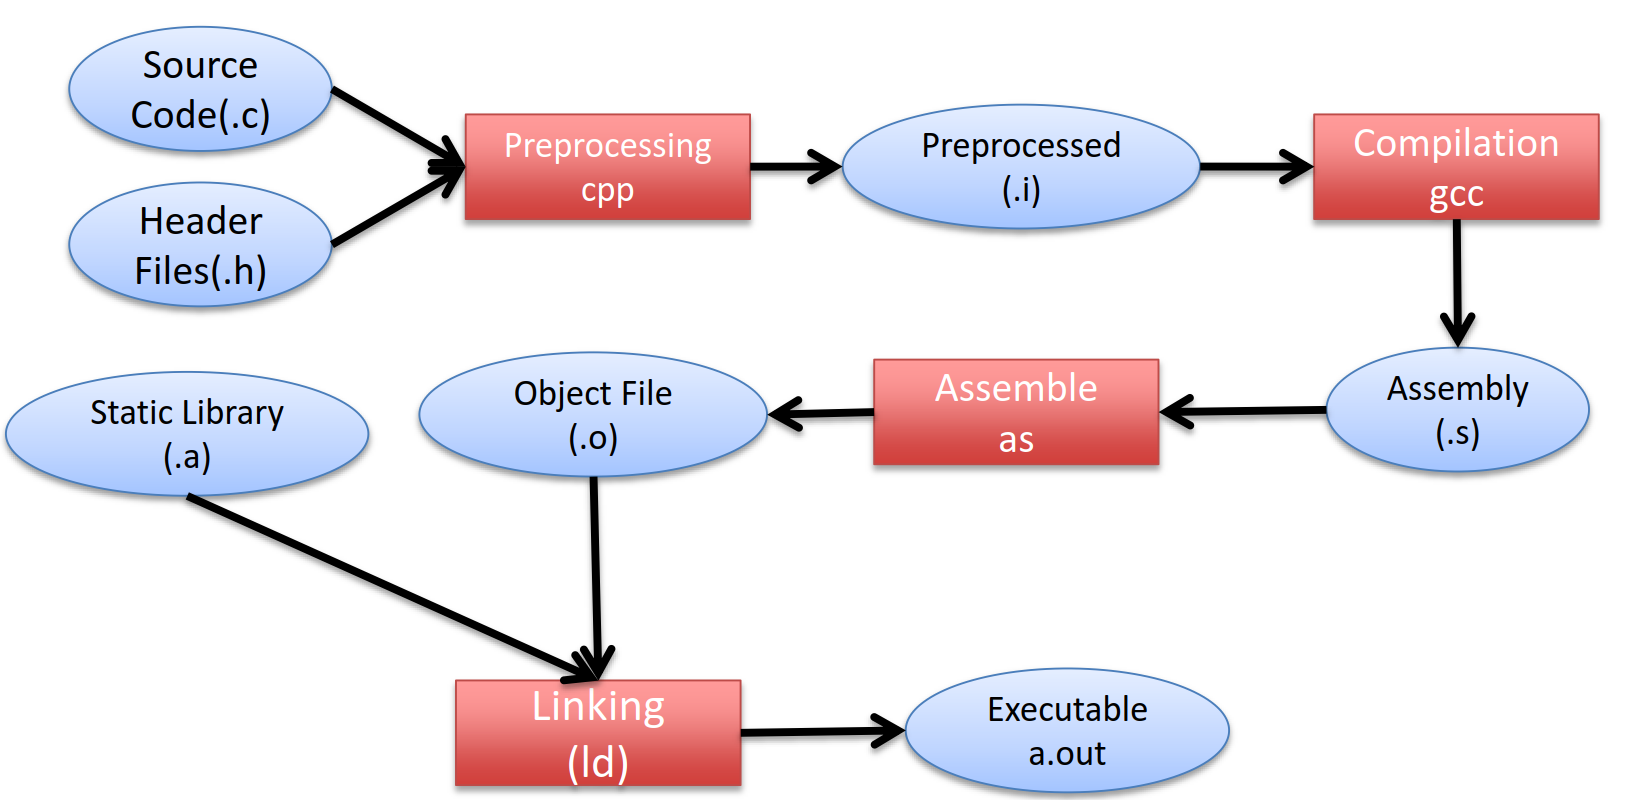 Source
Code(.c)
Header
Files(.h)
Preprocessing
cpp
Preprocessed
(.i)
Compilation
gcc
Assembly
(.s)
Assemble
as
Object File
(.o)
Static Library
(.a)
Linking
(ld)
Executable
a.out